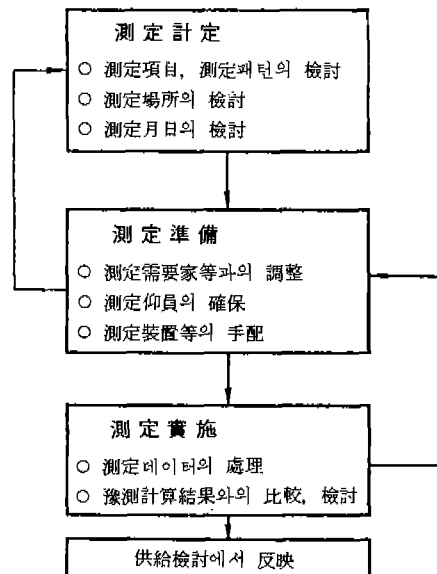 測定計定
○ 測定項目, 測定패턴의 檢討
○ 測定場所의 檢討
○ 測定月日의 檢討
測定準備
○ 測定需要家等과의 調整
○ 測定仰員의 確保
○ 測定裝置等의 手配
測定實施
○ 測定데이터의 處理
○ 豫測計算結果와의 比較, 檢討
供給檢討에서 反映